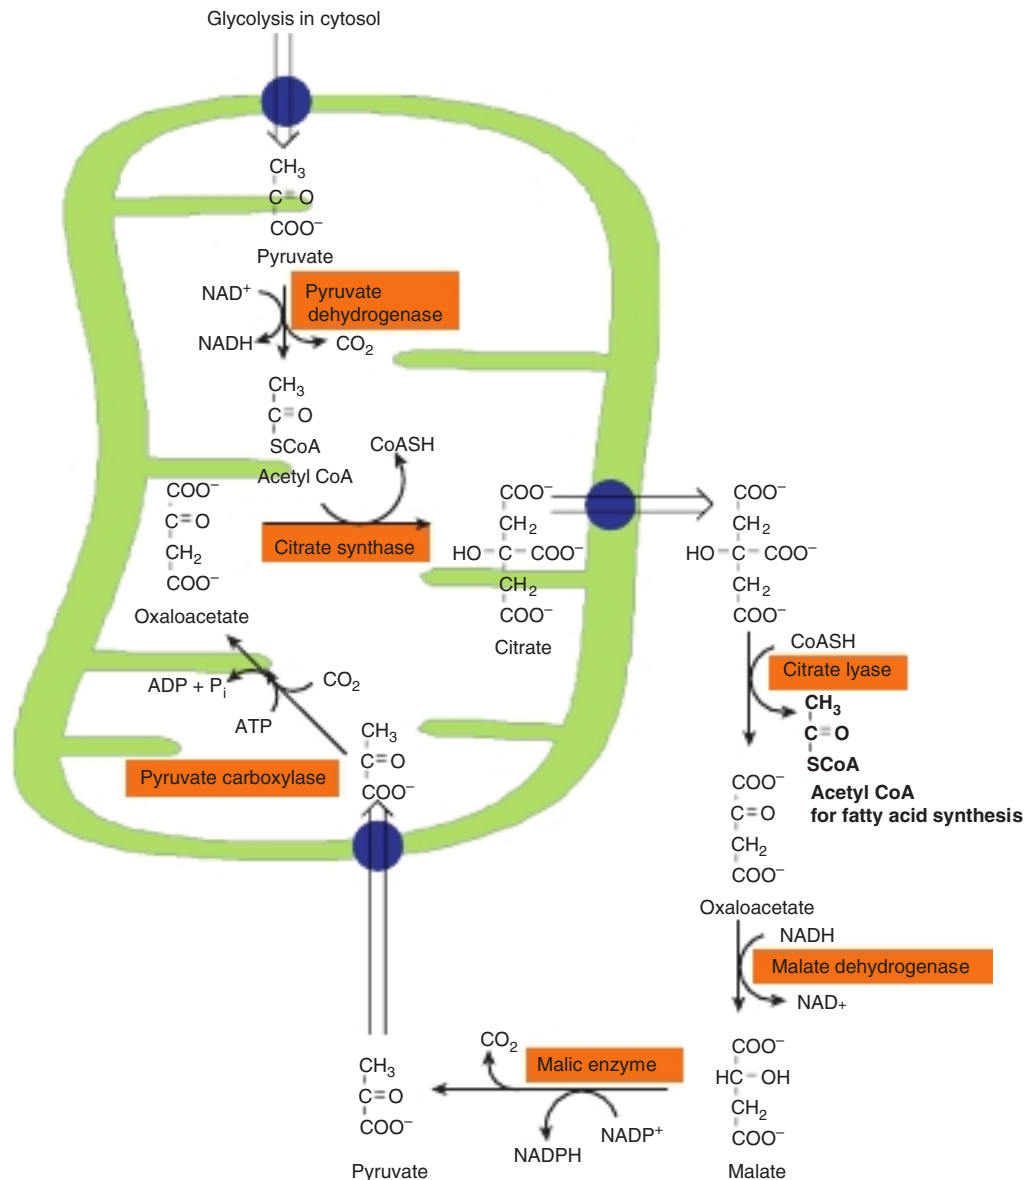 Glycolysis in cytosol
CH₃
C=O
COO⁻
Pyruvate
NAD⁺
Pyruvate
dehydrogenase
NADH
CO₂
CH₃
C=O
SCoA
Acetyl CoA
CoASH
COO⁻
C=O
CH₂
COO⁻
Oxaloacetate
Citrate synthase
COO⁻
CH₂
HO–C–COO⁻
CH₂
COO⁻
Citrate
COO⁻
CH₂
HO–C–COO⁻
CH₂
COO⁻
CoASH
Citrate lyase
CH₃
C=O
SCoA
Acetyl CoA
for fatty acid synthesis
ADP + Pᵢ
CO₂
ATP
Pyruvate carboxylase
CH₃
C=O
COO⁻
COO⁻
C=O
CH₂
COO⁻
Oxaloacetate
NADH
Malate dehydrogenase
NAD+
COO⁻
HC–OH
CH₂
COO⁻
Malate
CO₂
Malic enzyme
NADPH
NADP⁺
CH₃
C=O
COO⁻
Pyruvate